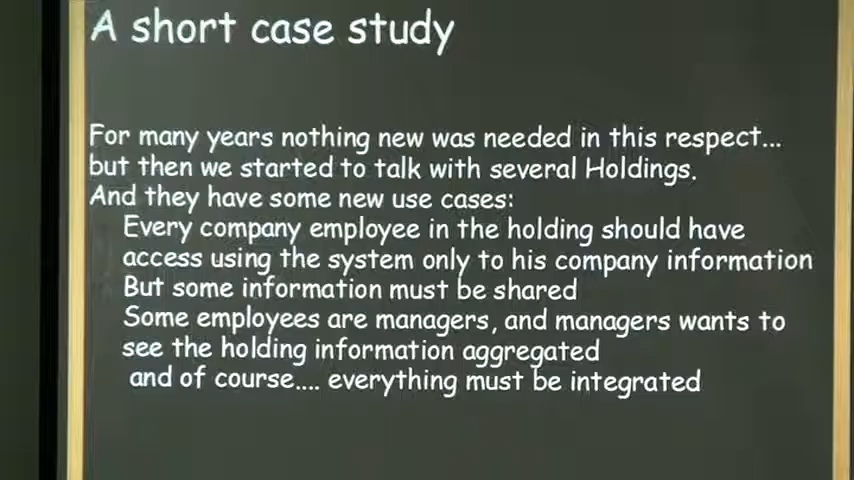 A short case study
For many years nothing new was needed in this respect...
but then we started to talk with several Holdings.
And they have some new use cases:
Every company employee in the holding should have
access using the system only to his company information
But some information must be shared
Some employees are managers, and managers wants to
see the holding information aggregated
and of course.... everything must be integrated